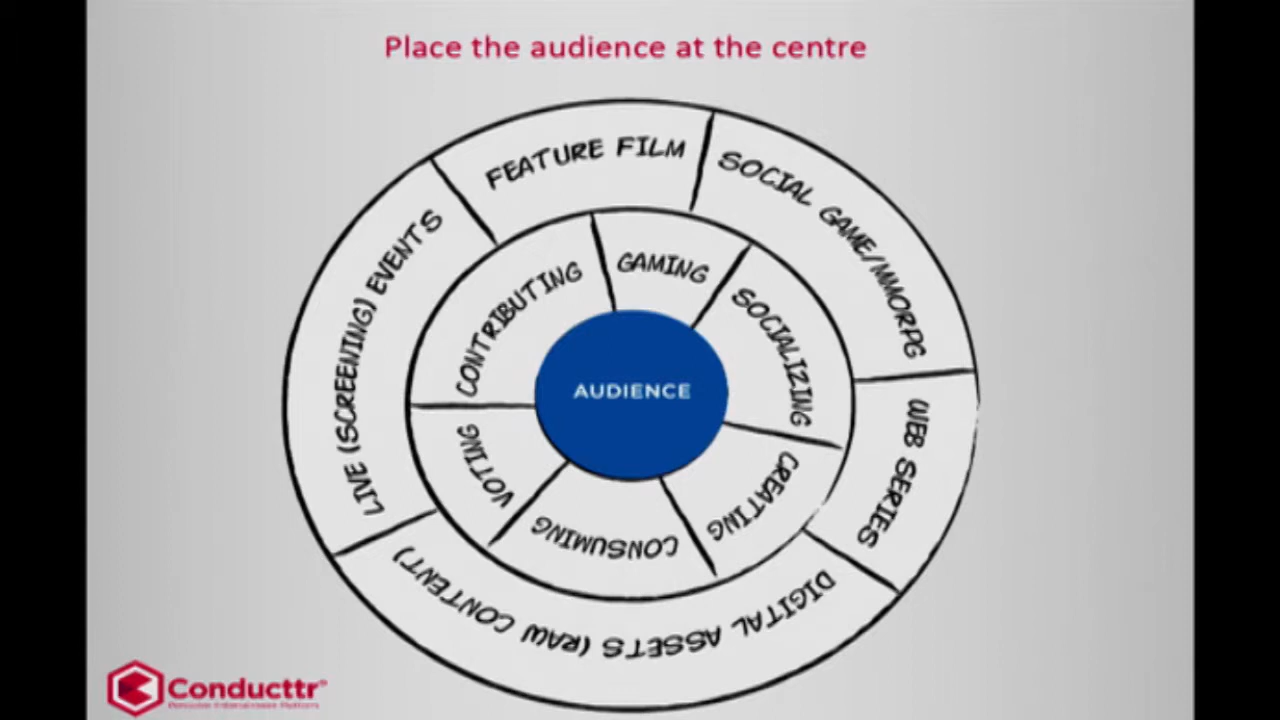 Place the audience at the centre
FEATURE FILM
SOCIAL GAME/MMORPG
WEB SERIES
DIGITAL ASSETS (RAW CONTENT)
LIVE (SCREENING) EVENTS
GAMING
SOCIALIZING
CREATING
CONSUMING
VOTING
CONTRIBUTING
AUDIENCE
Conducttr®